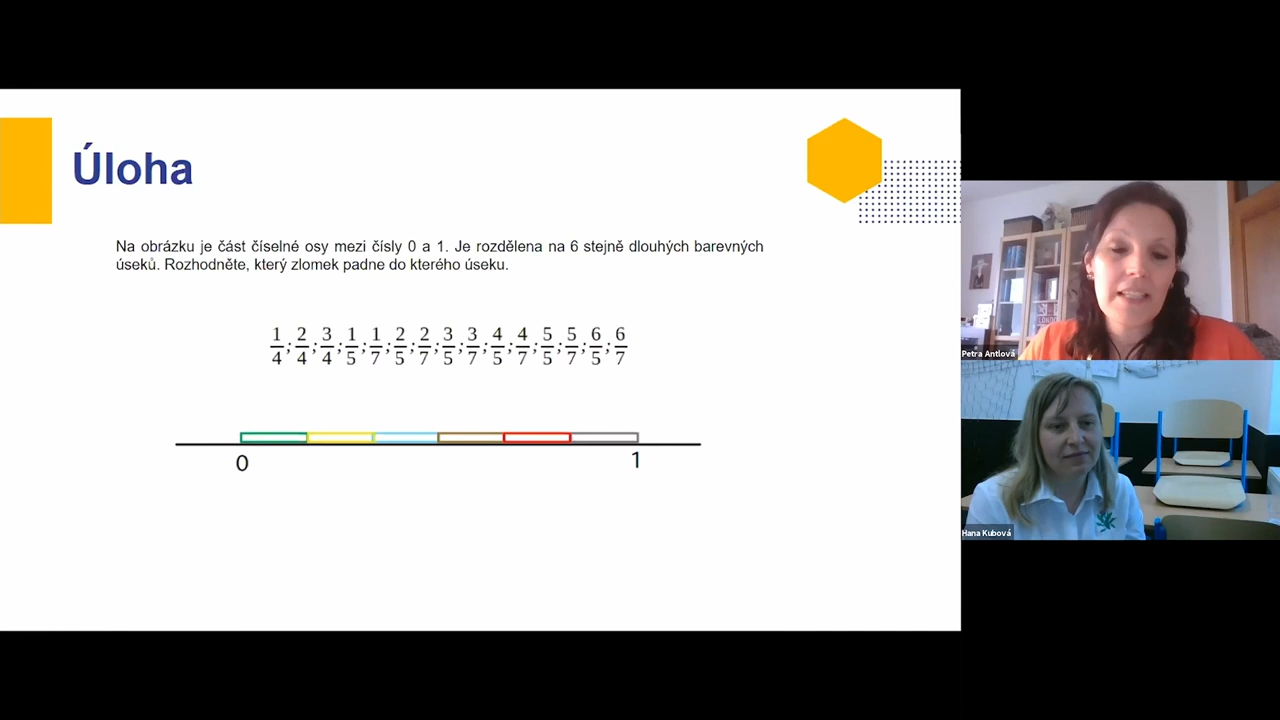 Úloha
Na obrázku je část číselné osy mezi čísly 0 a 1. Je rozdělena na 6 stejně dlouhých barevných
úseků. Rozhodněte, který zlomek padne do kterého úseku.
1/4; 2/4; 3/4; 1/5; 1/7; 2/5; 2/7; 3/5; 3/7; 4/5; 4/7; 5/5; 5/7; 6/5; 6/7
0 1
Petra Antlová
Hana Kubová